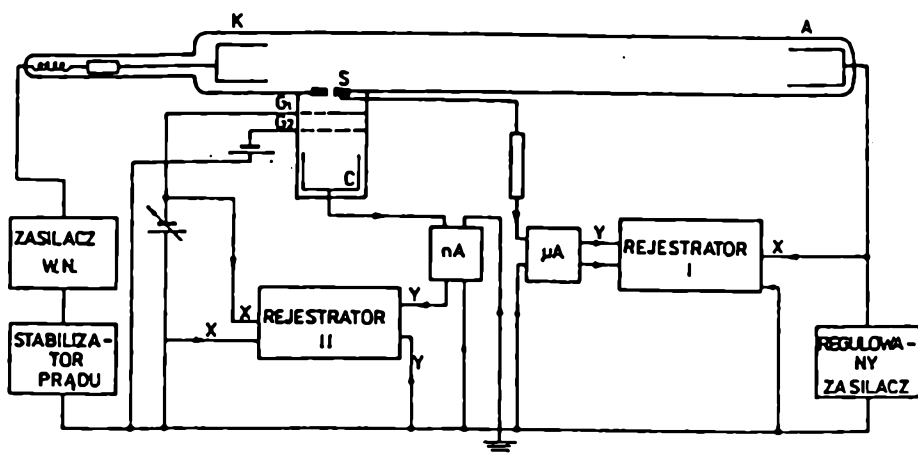 K
A
S
G1
G2
C
ZASILACZ
W.N.
STABILIZA-
TOR
PRĄDU
nA
Y
X
REJESTRATOR
II
X
Y
µA
Y
REJESTRATOR
I
X
REGULOWA-
NY
ZASILACZ